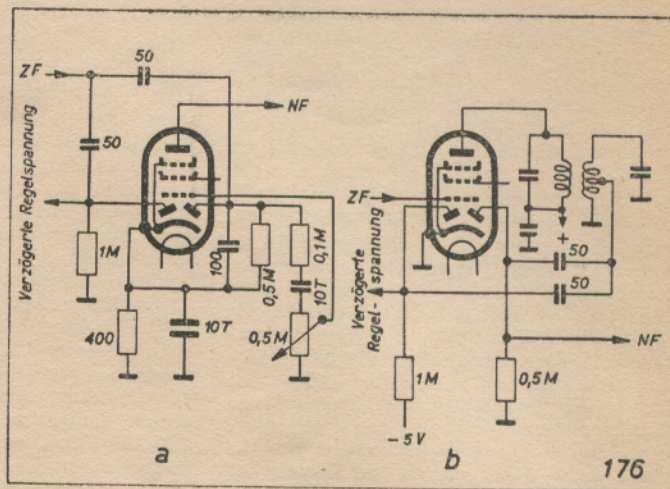 50
ZF
NF
50
Verzögerte Regelspannung
1M
100
0,5M
0,1M
10T
400
10T
0,5M
a
ZF
Verzögerte
Regel-spannung
+
50
50
NF
1M
0,5M
-5V
b
176